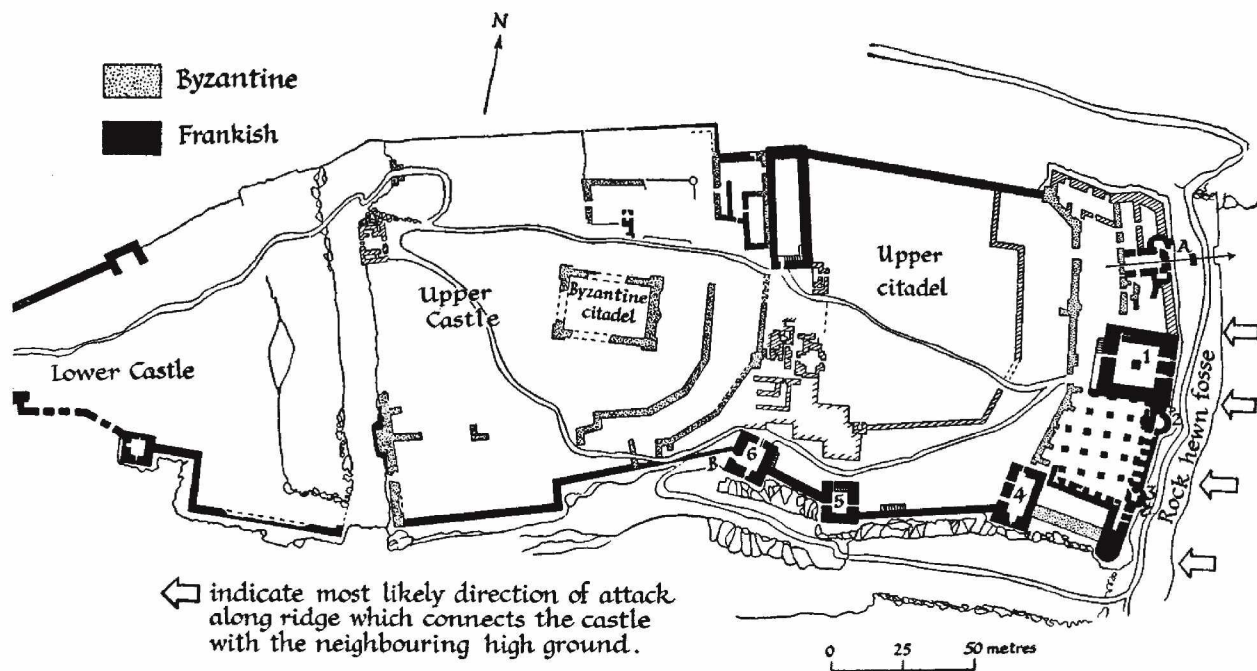 N
Byzantine
Frankish
A
Upper
citadel
Upper
Castle
Byzantine
citadel
1
Lower Castle
Rock hewn fosse
6
B
5
4
indicate most likely direction of attack
along ridge which connects the castle
with the neighbouring high ground.
0 25 50 metres